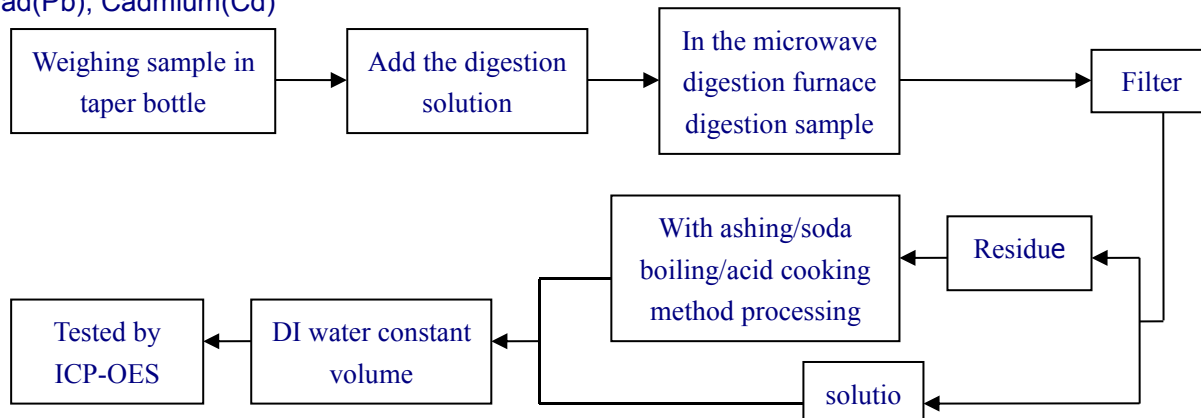 ad(Pb), Cadmium(Cd)
Weighing sample in
taper bottle
Add the digestion
solution
In the microwave
digestion furnace
digestion sample
Filter
With ashing/soda
boiling/acid cooking
method processing
Residue
Tested by
ICP-OES
DI water constant
volume
solutio